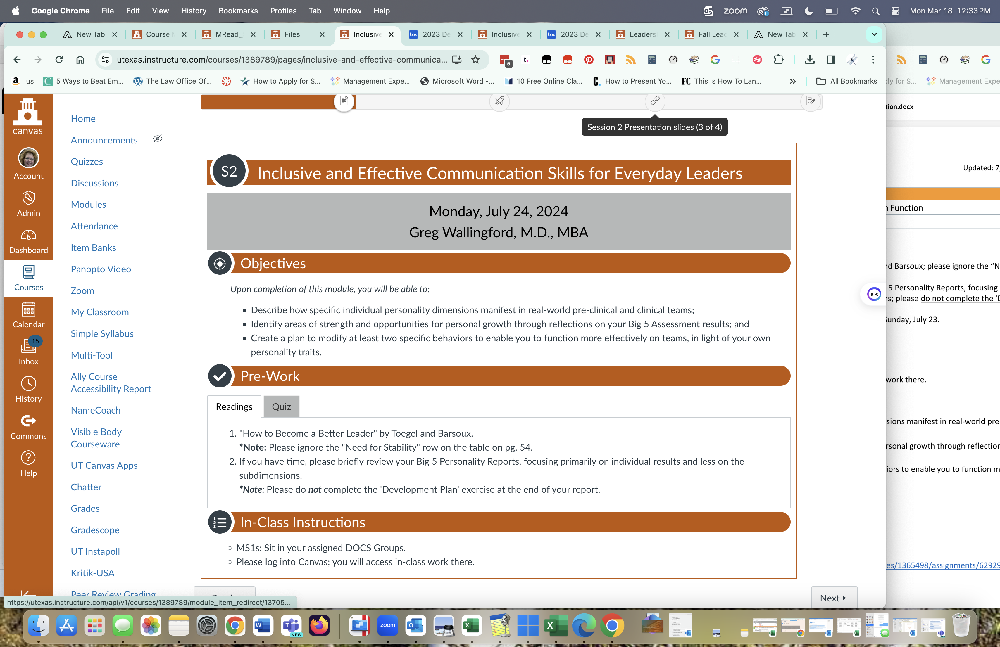 Google Chrome File Edit View History Bookmarks Profiles Tab Window Help
zoom Mon Mar 18 12:33 PM
New Tab
Course
MRead_
Files
Inclusive
2023 De
Inclusive
2023 De
Leaders
Fall Lead
New Tab
utexas.instructure.com/courses/1389789/pages/inclusive-and-effective-communica...
t.
5
a .us
C 5 Ways to Beat Em...
The Law Office Of...
How to Apply for S...
Management Expe...
Microsoft Word -...
10 Free Online Cla...
C. How to Present Yo...
FC This Is How To Lan...
» All Bookmarks
ly for S...
Management Expe
canvas
Account
Admin
Dashboard
Courses
Calendar
15
Inbox
History
Commons
Help
Home
Announcements
Quizzes
Discussions
Modules
Attendance
Item Banks
Panopto Video
Zoom
My Classroom
Simple Syllabus
Multi-Tool
Ally Course
Accessibility Report
NameCoach
Visible Body
Courseware
UT Canvas Apps
Chatter
Grades
Gradescope
UT Instapoll
Kritik-USA
Peer Review Grading
https://utexas.instructure.com/api/v1/courses/1389789/module_item_redirect/13705...
Session 2 Presentation slides (3 of 4)
S2 Inclusive and Effective Communication Skills for Everyday Leaders
Monday, July 24, 2024
Greg Wallingford, M.D., MBA
Objectives
Upon completion of this module, you will be able to:
▪ Describe how specific individual personality dimensions manifest in real-world pre-clinical and clinical teams;
▪ Identify areas of strength and opportunities for personal growth through reflections on your Big 5 Assessment results; and
▪ Create a plan to modify at least two specific behaviors to enable you to function more effectively on teams, in light of your own
personality traits.
Pre-Work
Readings Quiz
1. "How to Become a Better Leader" by Toegel and Barsoux.
*Note: Please ignore the "Need for Stability" row on the table on pg. 54.
2. If you have time, please briefly review your Big 5 Personality Reports, focusing primarily on individual results and less on the
subdimensions.
*Note: Please do not complete the 'Development Plan' exercise at the end of your report.
In-Class Instructions
◦ MS1s: Sit in your assigned DOCS Groups.
◦ Please log into Canvas; you will access in-class work there.
Next ▸
tion.docx
Updated: 7/
n Function
nd Barsoux; please ignore the “N
5 Personality Reports, focusing
ns; please do not complete the ‘D
Sunday, July 23.
work there.
sions manifest in real-world pre
rsonal growth through reflection
iors to enable you to function m
es/1365498/assignments/6292
NEW
zoom